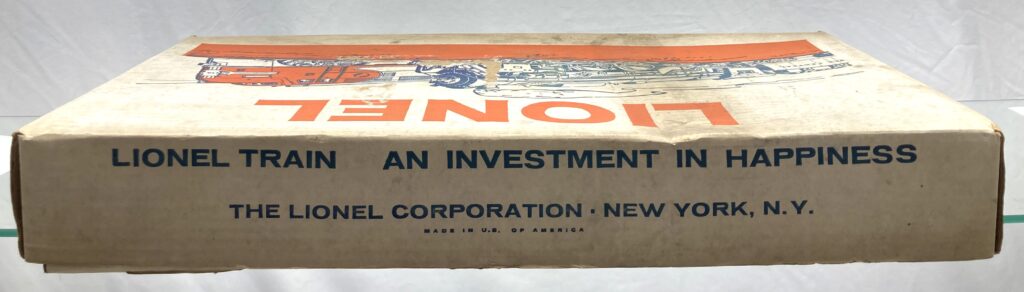 LIONEL
LIONEL TRAIN AN INVESTMENT IN HAPPINESS
THE LIONEL CORPORATION · NEW YORK, N.Y.
MADE IN U.S. OF AMERICA